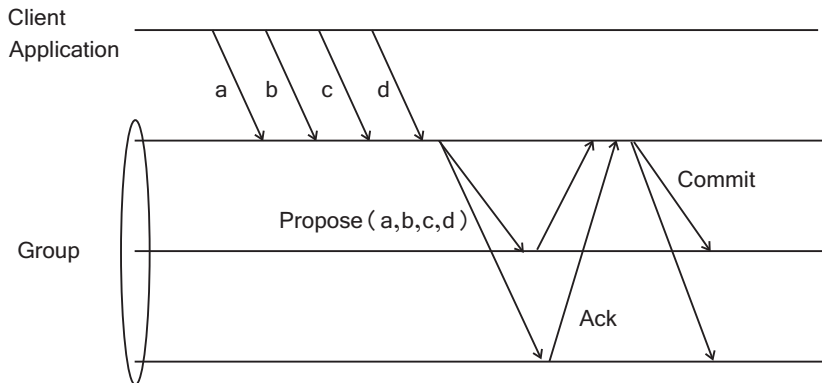 Client
Application
a b c d
Propose(a,b,c,d)
Commit
Group
Ack